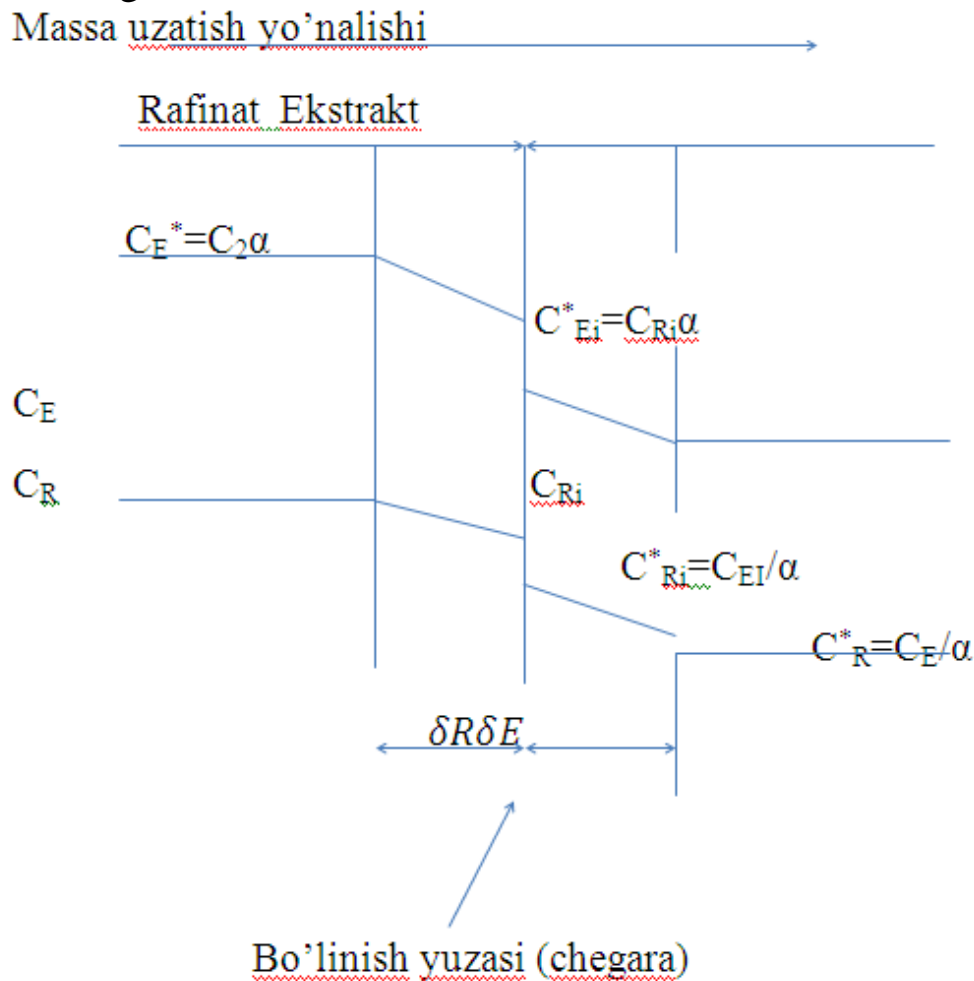 Massa uzatish yo’nalishi
Rafinat Ekstrakt
C_E^*=C_2α
C^*_Ei=C_Riα
C_E
C_R
C_Ri
C^*_Ri=C_EI/α
C^*_R=C_E/α
δRδE
Bo’linish yuzasi (chegara)